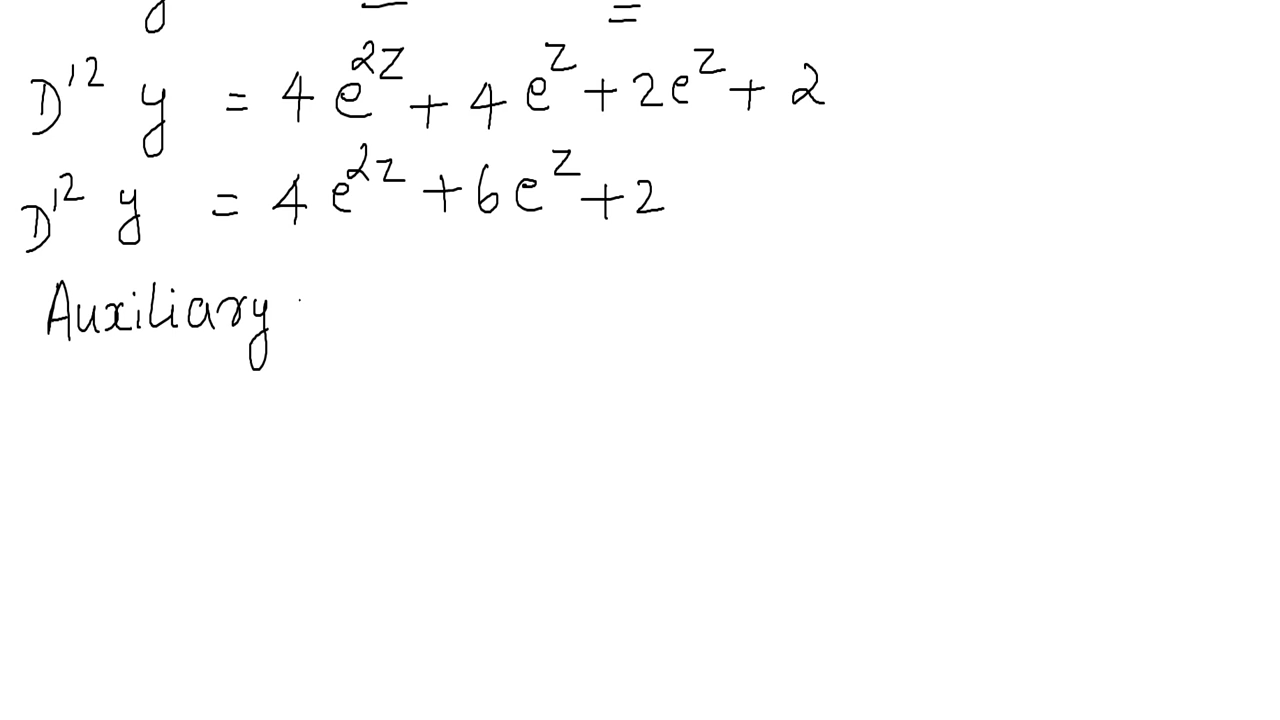 D'² y = 4e^{2z} + 4e^{z} + 2e^{z} + 2
D'² y = 4e^{2z} + 6e^{z} + 2
Auxiliary